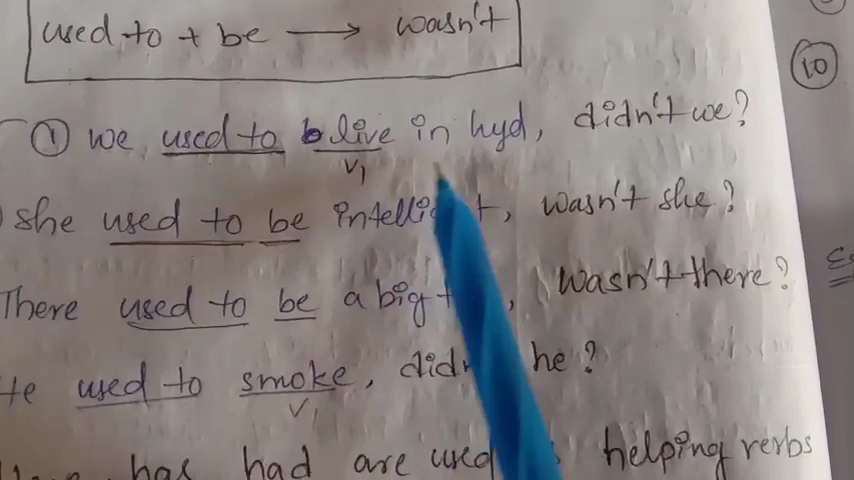 used to + be → wasn't
10
① we used to live in hyd, didn't we?
V1
she used to be, wasn't she?
There used to be a big, wasn't there?
He used to smoke, he?
V1
has had are used helping verbs